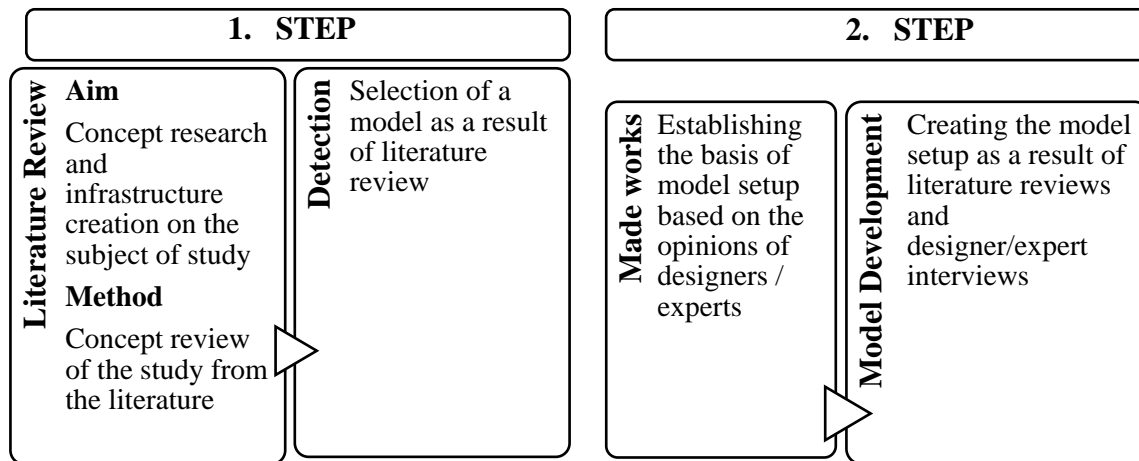 1. STEP
Literature Review
Aim
Concept research
and
infrastructure
creation on the
subject of study
Method
Concept review
of the study from
the literature
Detection
Selection of a
model as a result
of literature
review
2. STEP
Made works
Establishing
the basis of
model setup
based on the
opinions of
designers /
experts
Model Development
Creating the model
setup as a result of
literature reviews
and
designer/expert
interviews